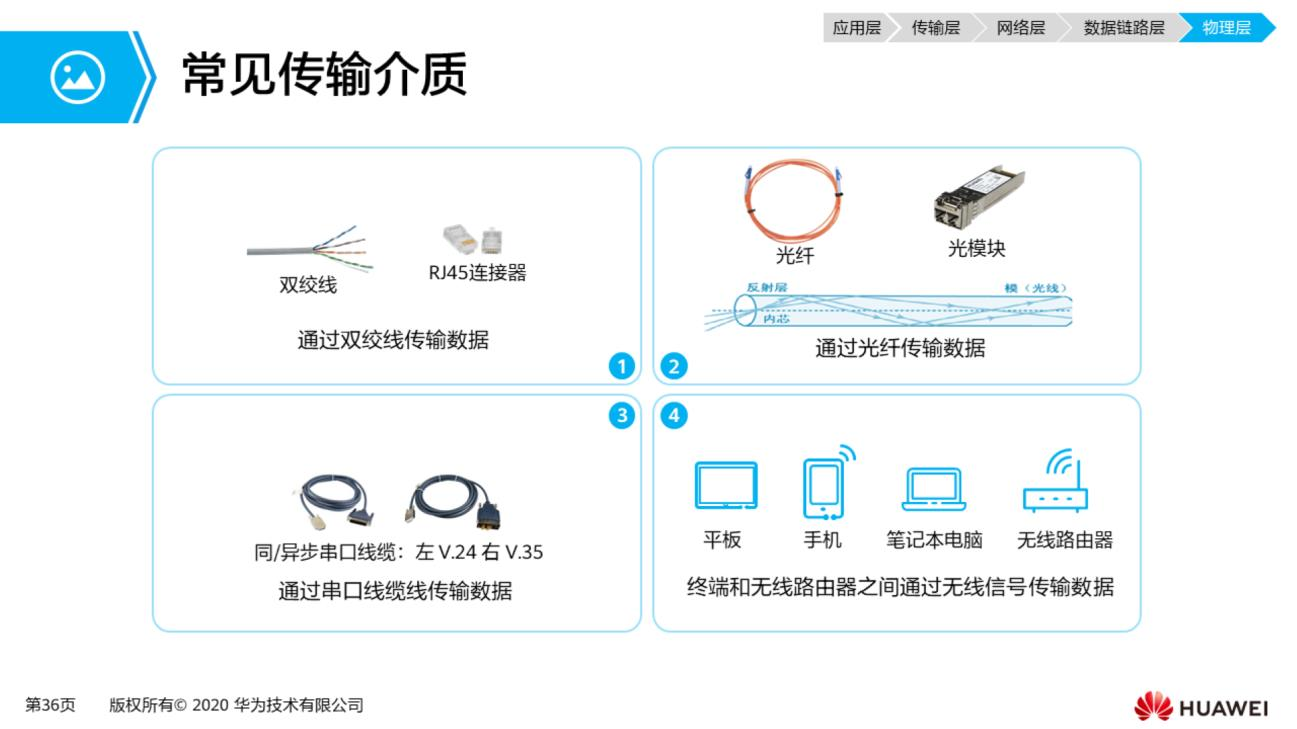 应用层
传输层
网络层
数据链路层
物理层
常见传输介质
双绞线
RJ45连接器
通过双绞线传输数据
1
光纤
光模块
反射层
模（光线）
内芯
通过光纤传输数据
2
3
同/异步串口线缆：左 V.24 右 V.35
通过串口线缆线传输数据
4
平板
手机
笔记本电脑
无线路由器
终端和无线路由器之间通过无线信号传输数据
第36页
版权所有© 2020 华为技术有限公司
HUAWEI